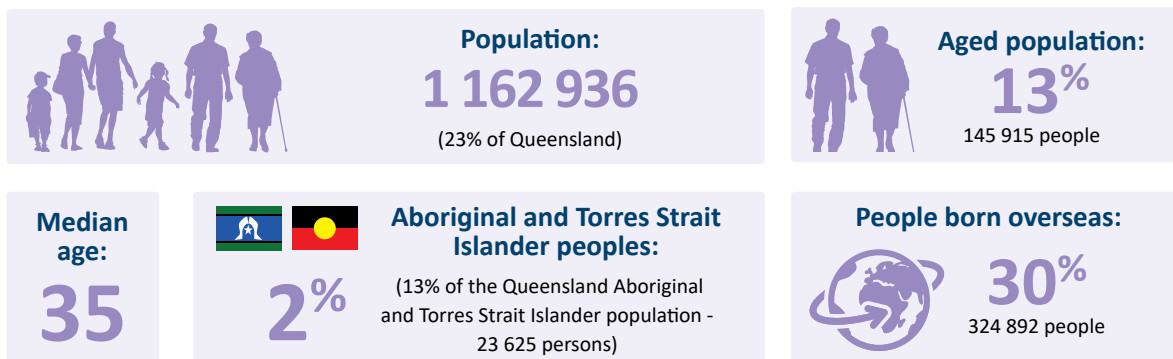 Population:
1 162 936
(23% of Queensland)
Aged population:
13%
145 915 people
Median
age:
35
Aboriginal and Torres Strait
Islander peoples:
2%
(13% of the Queensland Aboriginal
and Torres Strait Islander population -
23 625 persons)
People born overseas:
30%
324 892 people